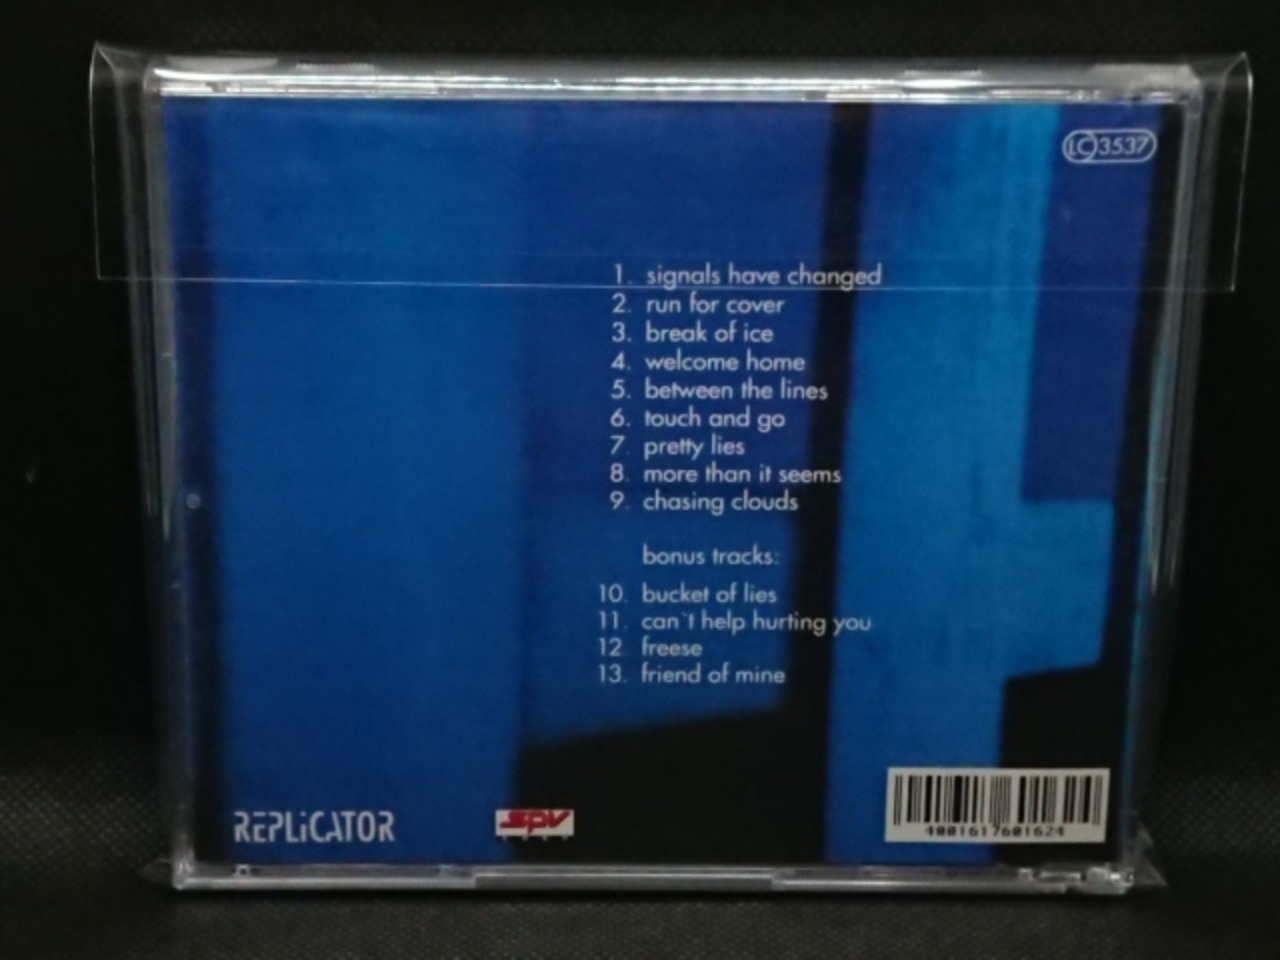 LC 3537
1. signals have changed
2. run for cover
3. break of ice
4. welcome home
5. between the lines
6. touch and go
7. pretty lies
8. more than it seems
9. chasing clouds
bonus tracks:
10. bucket of lies
11. can`t help hurting you
12. freese
13. friend of mine
REPLiCATOR
SPV
4001617601624